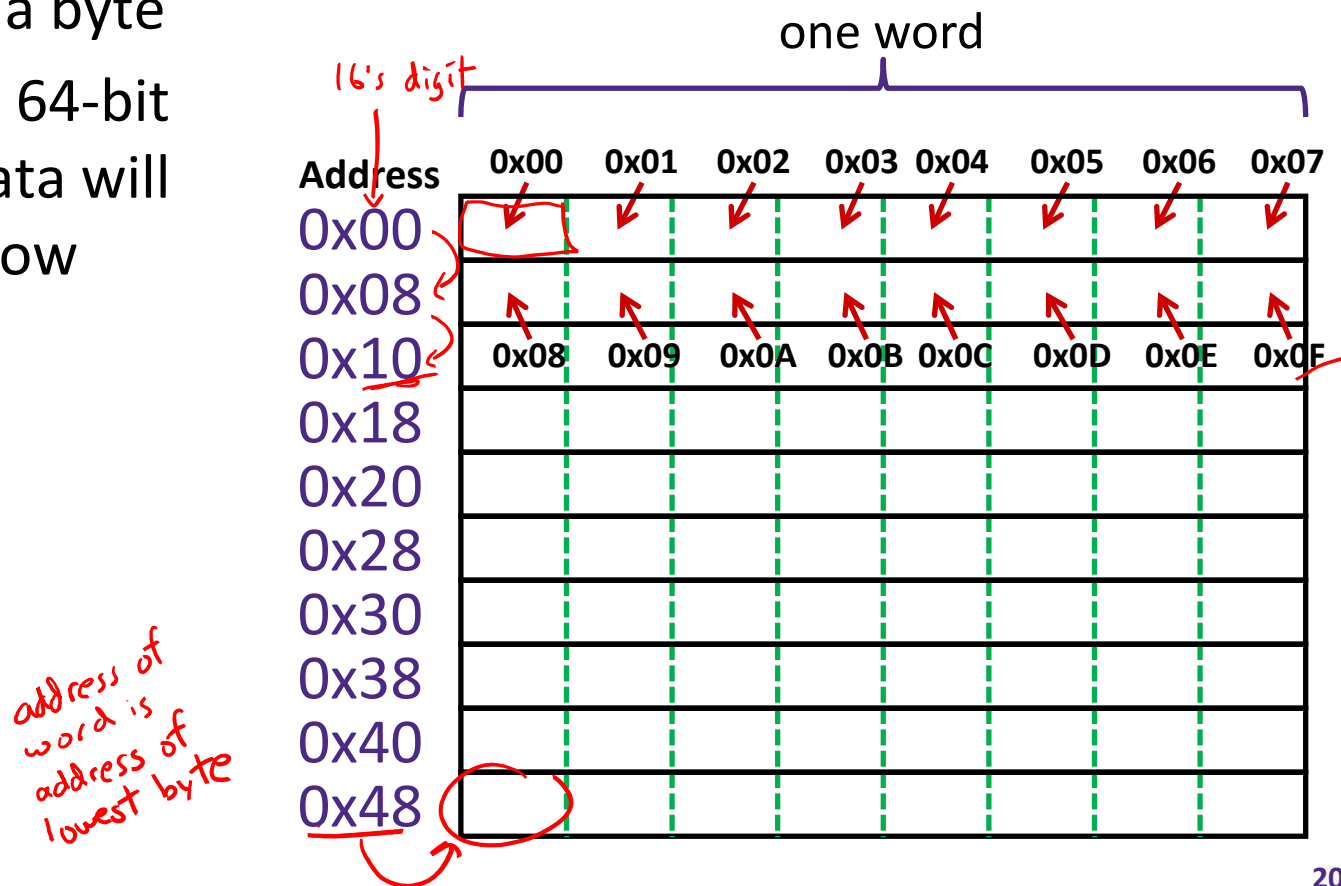 a byte
64-bit
ata will
ow
one word
16's digit
Address 0x00 0x01 0x02 0x03 0x04 0x05 0x06 0x07
0x00
0x08
0x10 0x08 0x09 0x0A 0x0B 0x0C 0x0D 0x0E 0x0F
0x18
0x20
0x28
0x30
0x38
0x40
0x48
address of
word is
address of
lowest byte
20